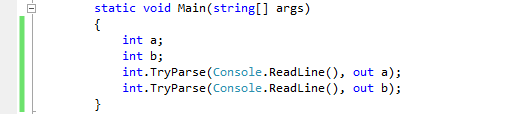 static void Main(string[] args)
{
int a;
int b;
int.TryParse(Console.ReadLine(), out a);
int.TryParse(Console.ReadLine(), out b);
}